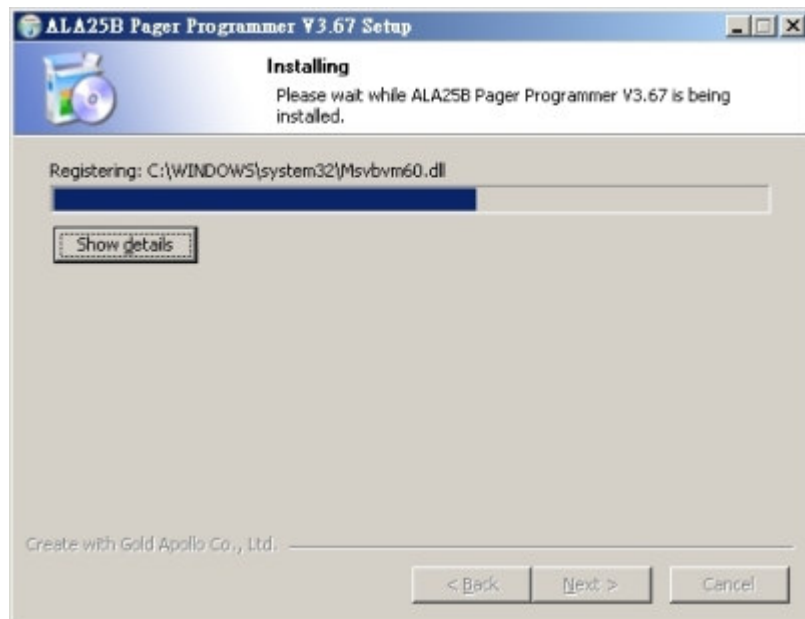 ALA25B Pager Programmer V3.67 Setup
Installing
Please wait while ALA25B Pager Programmer V3.67 is being
installed.
Registering: C:\WINDOWS\system32\Msvbvm60.dll
Show details
Create with Gold Apollo Co., Ltd.
< Back Next > Cancel